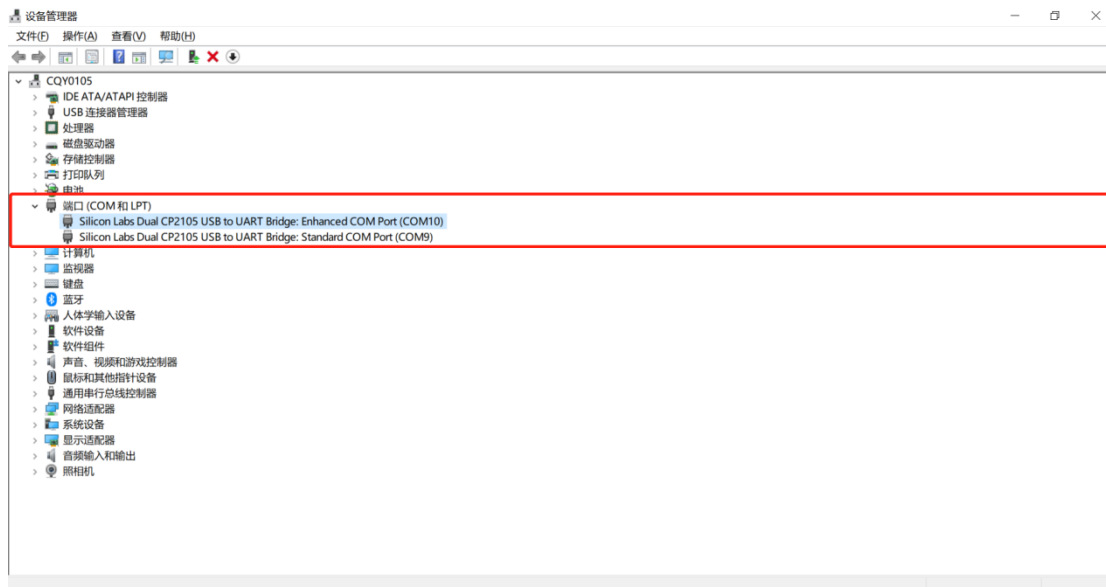 设备管理器
文件(F) 操作(A) 查看(V) 帮助(H)
CQY0105
IDE ATA/ATAPI 控制器
USB 连接器管理器
处理器
磁盘驱动器
存储控制器
打印队列
电池
端口 (COM 和 LPT)
Silicon Labs Dual CP2105 USB to UART Bridge: Enhanced COM Port (COM10)
Silicon Labs Dual CP2105 USB to UART Bridge: Standard COM Port (COM9)
计算机
监视器
键盘
蓝牙
人体学输入设备
软件设备
软件组件
声音、视频和游戏控制器
鼠标和其他指针设备
通用串行总线控制器
网络适配器
系统设备
显示适配器
音频输入和输出
照相机